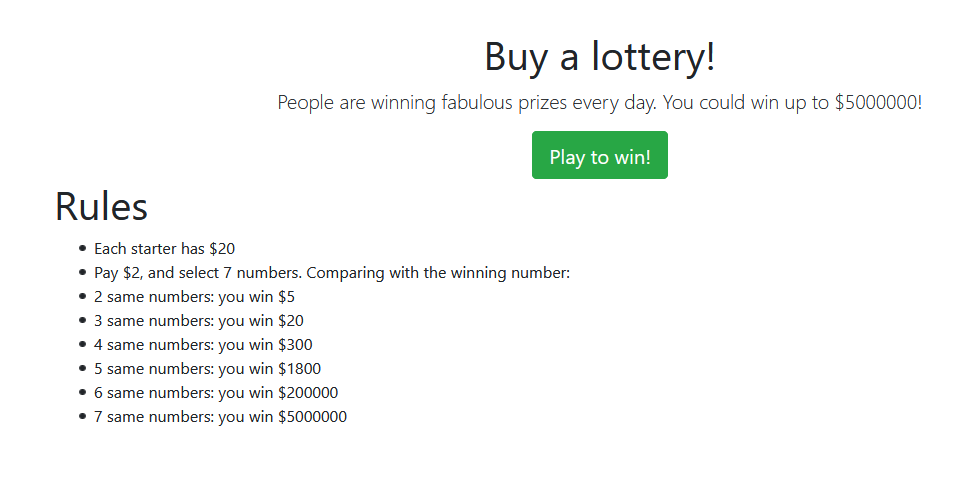 Buy a lottery!
People are winning fabulous prizes every day. You could win up to $5000000!
Play to win!
Rules
Each starter has $20
Pay $2, and select 7 numbers. Comparing with the winning number:
2 same numbers: you win $5
3 same numbers: you win $20
4 same numbers: you win $300
5 same numbers: you win $1800
6 same numbers: you win $200000
7 same numbers: you win $5000000